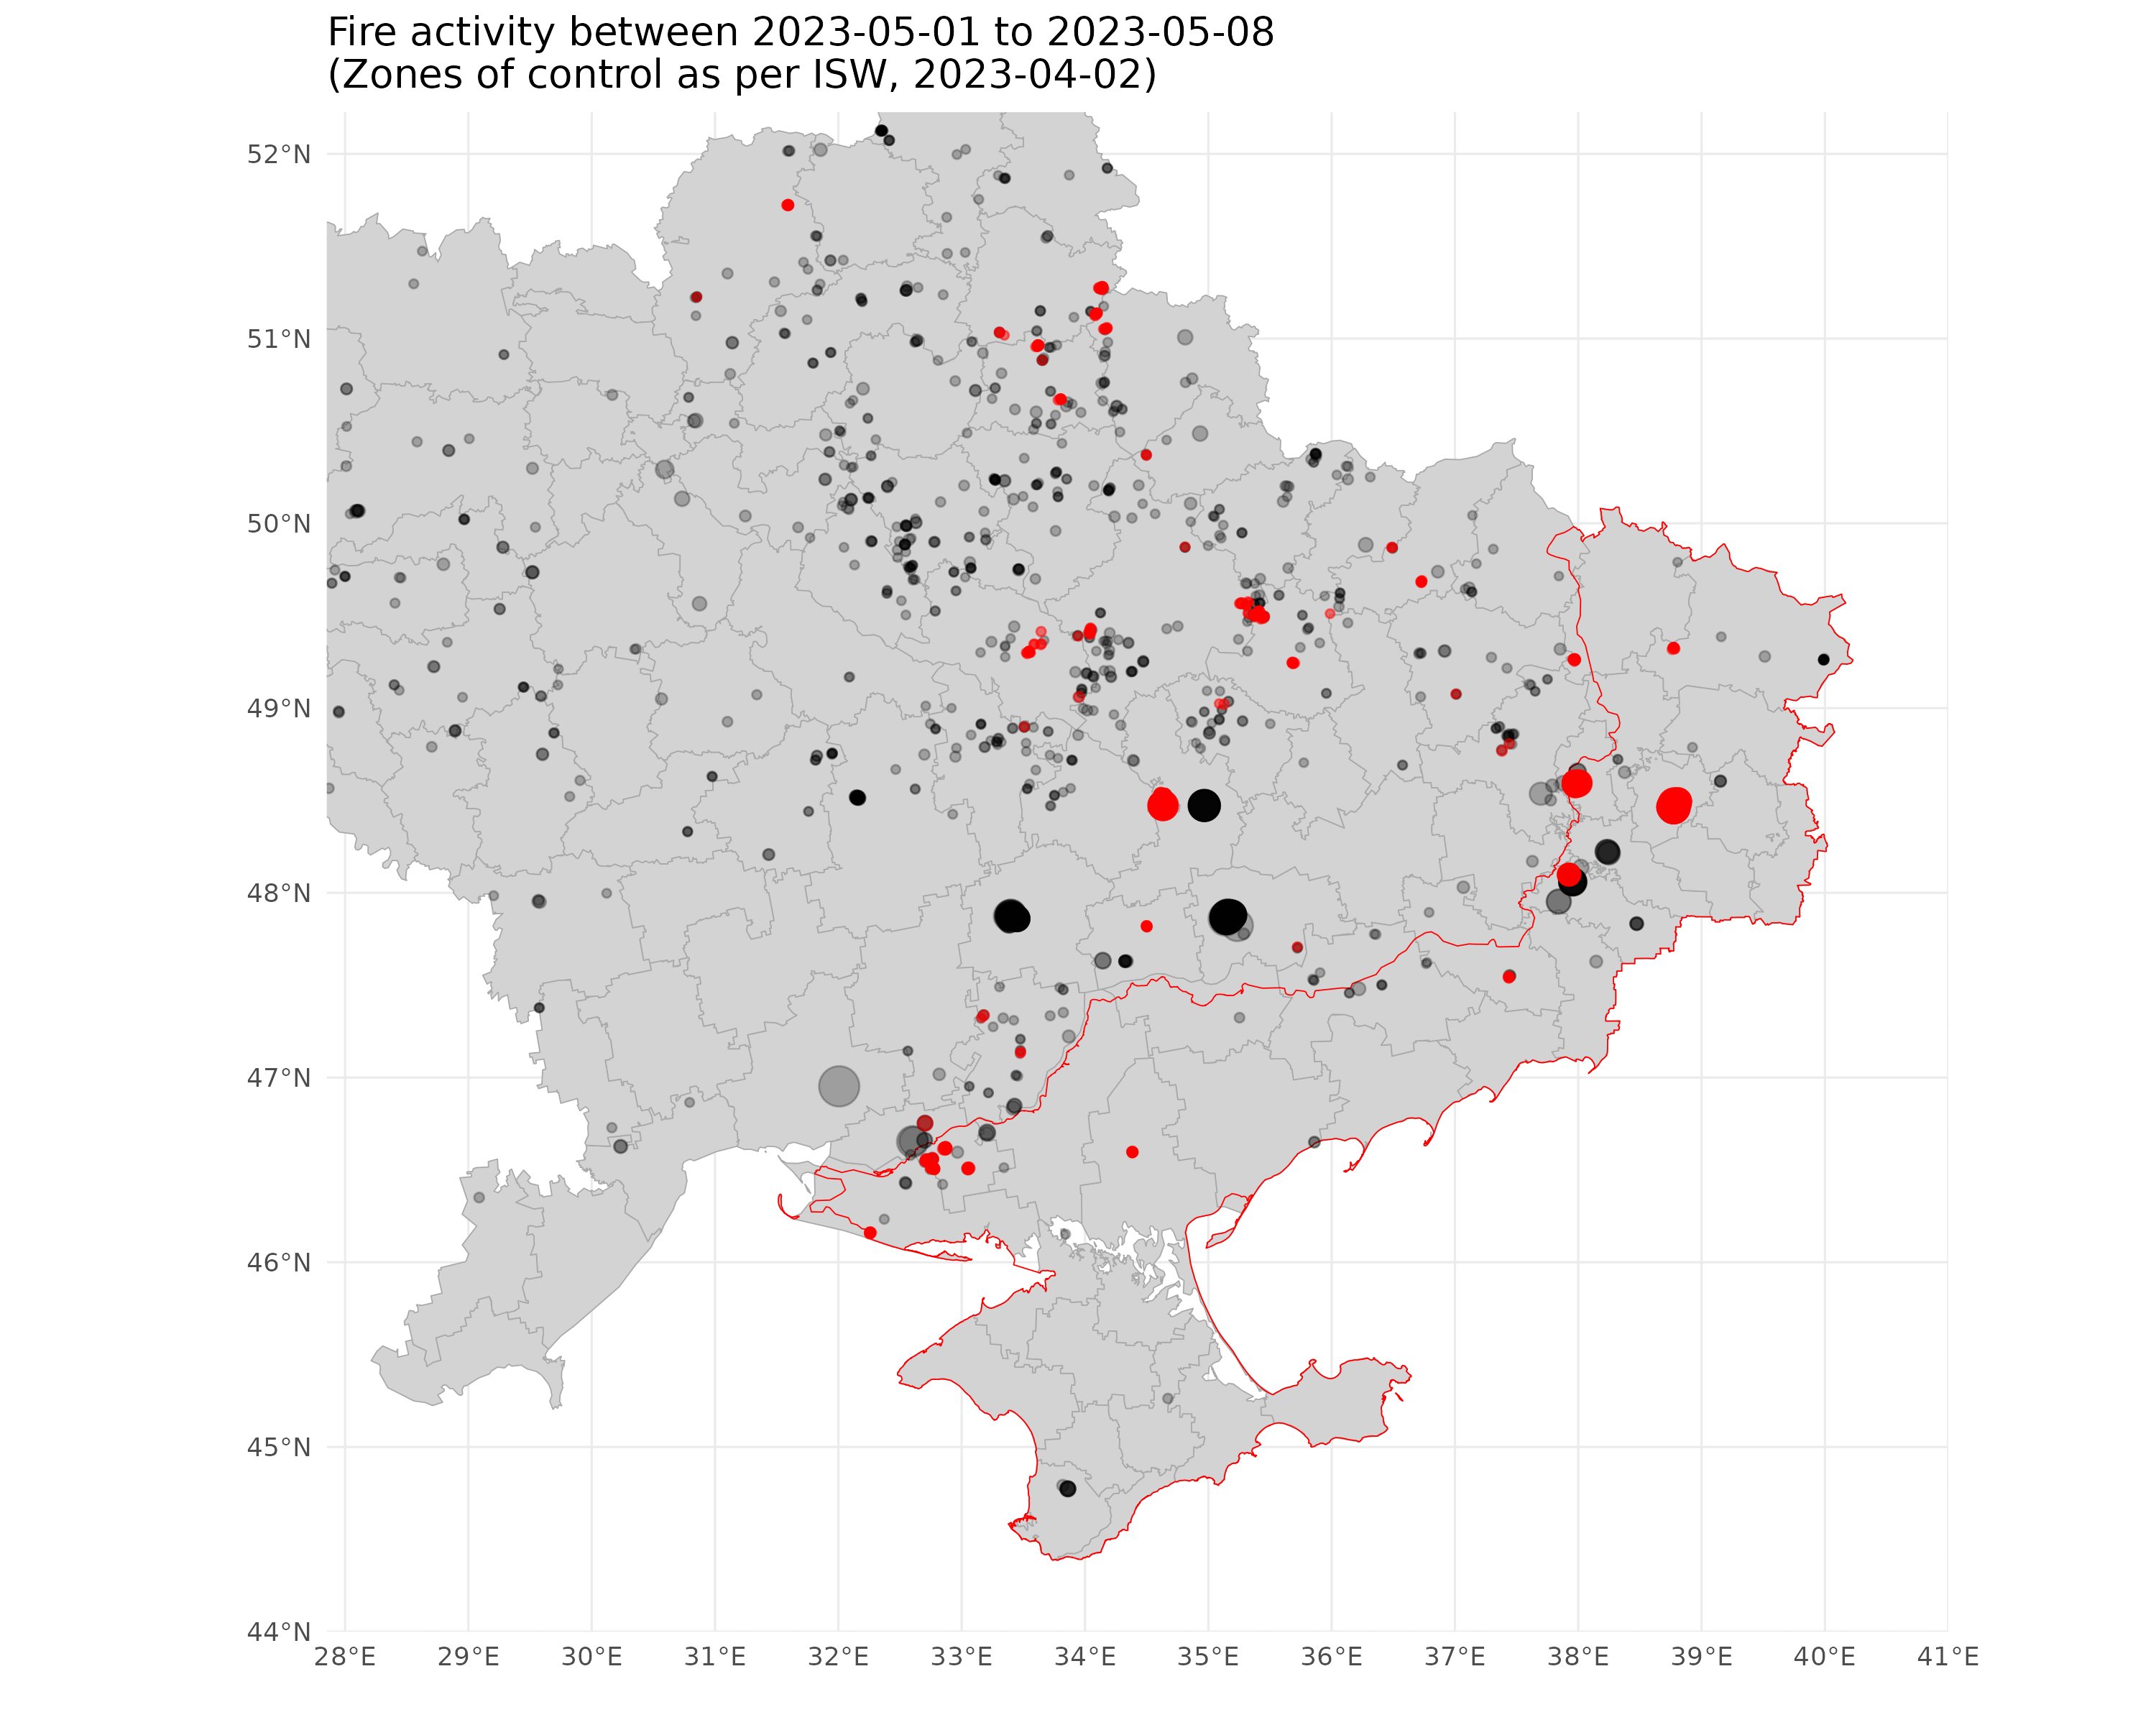 Fire activity between 2023-05-01 to 2023-05-08
(Zones of control as per ISW, 2023-04-02)
52°N
51°N
50°N
49°N
48°N
47°N
46°N
45°N
44°N
28°E 29°E 30°E 31°E 32°E 33°E 34°E 35°E 36°E 37°E 38°E 39°E 40°E 41°E